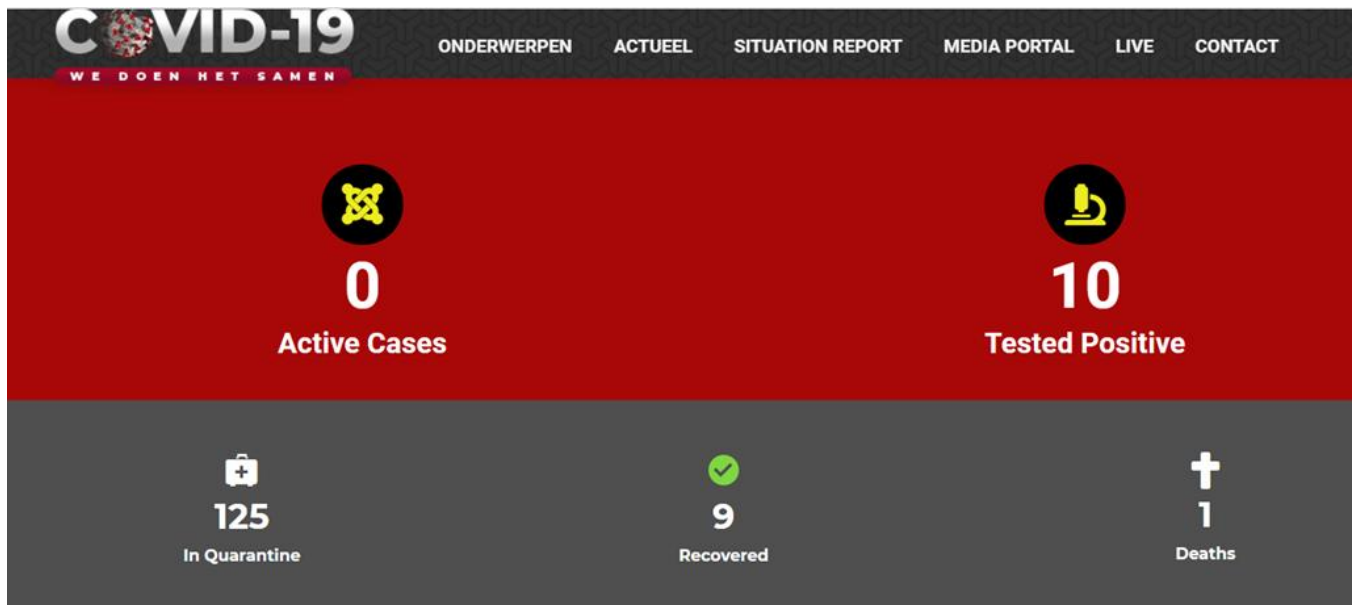 COVID-19
WE DOEN HET SAMEN
ONDERWERPEN ACTUEEL SITUATION REPORT MEDIA PORTAL LIVE CONTACT
0
Active Cases
10
Tested Positive
125
In Quarantine
9
Recovered
1
Deaths